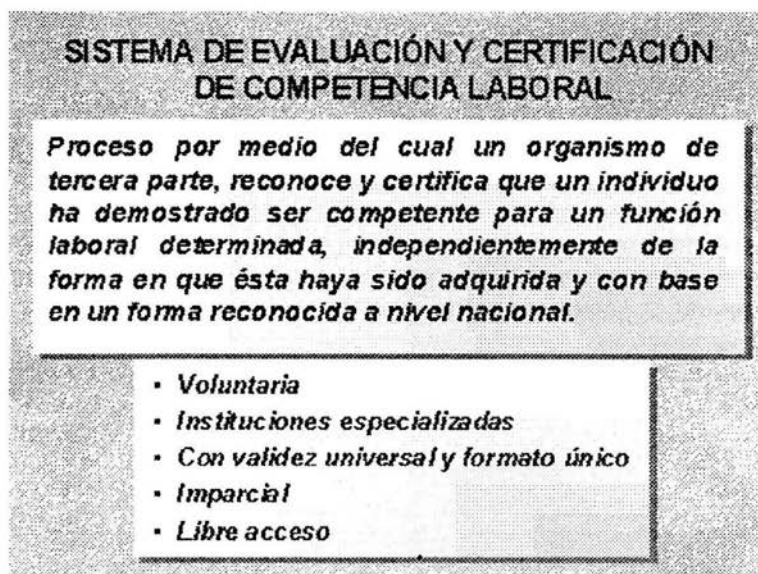 SISTEMA DE EVALUACIÓN Y CERTIFICACIÓN
DE COMPETENCIA LABORAL
Proceso por medio del cual un organismo de
tercera parte, reconoce y certifica que un individuo
ha demostrado ser competente para un función
laboral determinada, independientemente de la
forma en que ésta haya sido adquirida y con base
en un forma reconocida a nivel nacional.
▪ Voluntaria
▪ Instituciones especializadas
▪ Con validez universal y formato único
▪ Imparcial
▪ Libre acceso